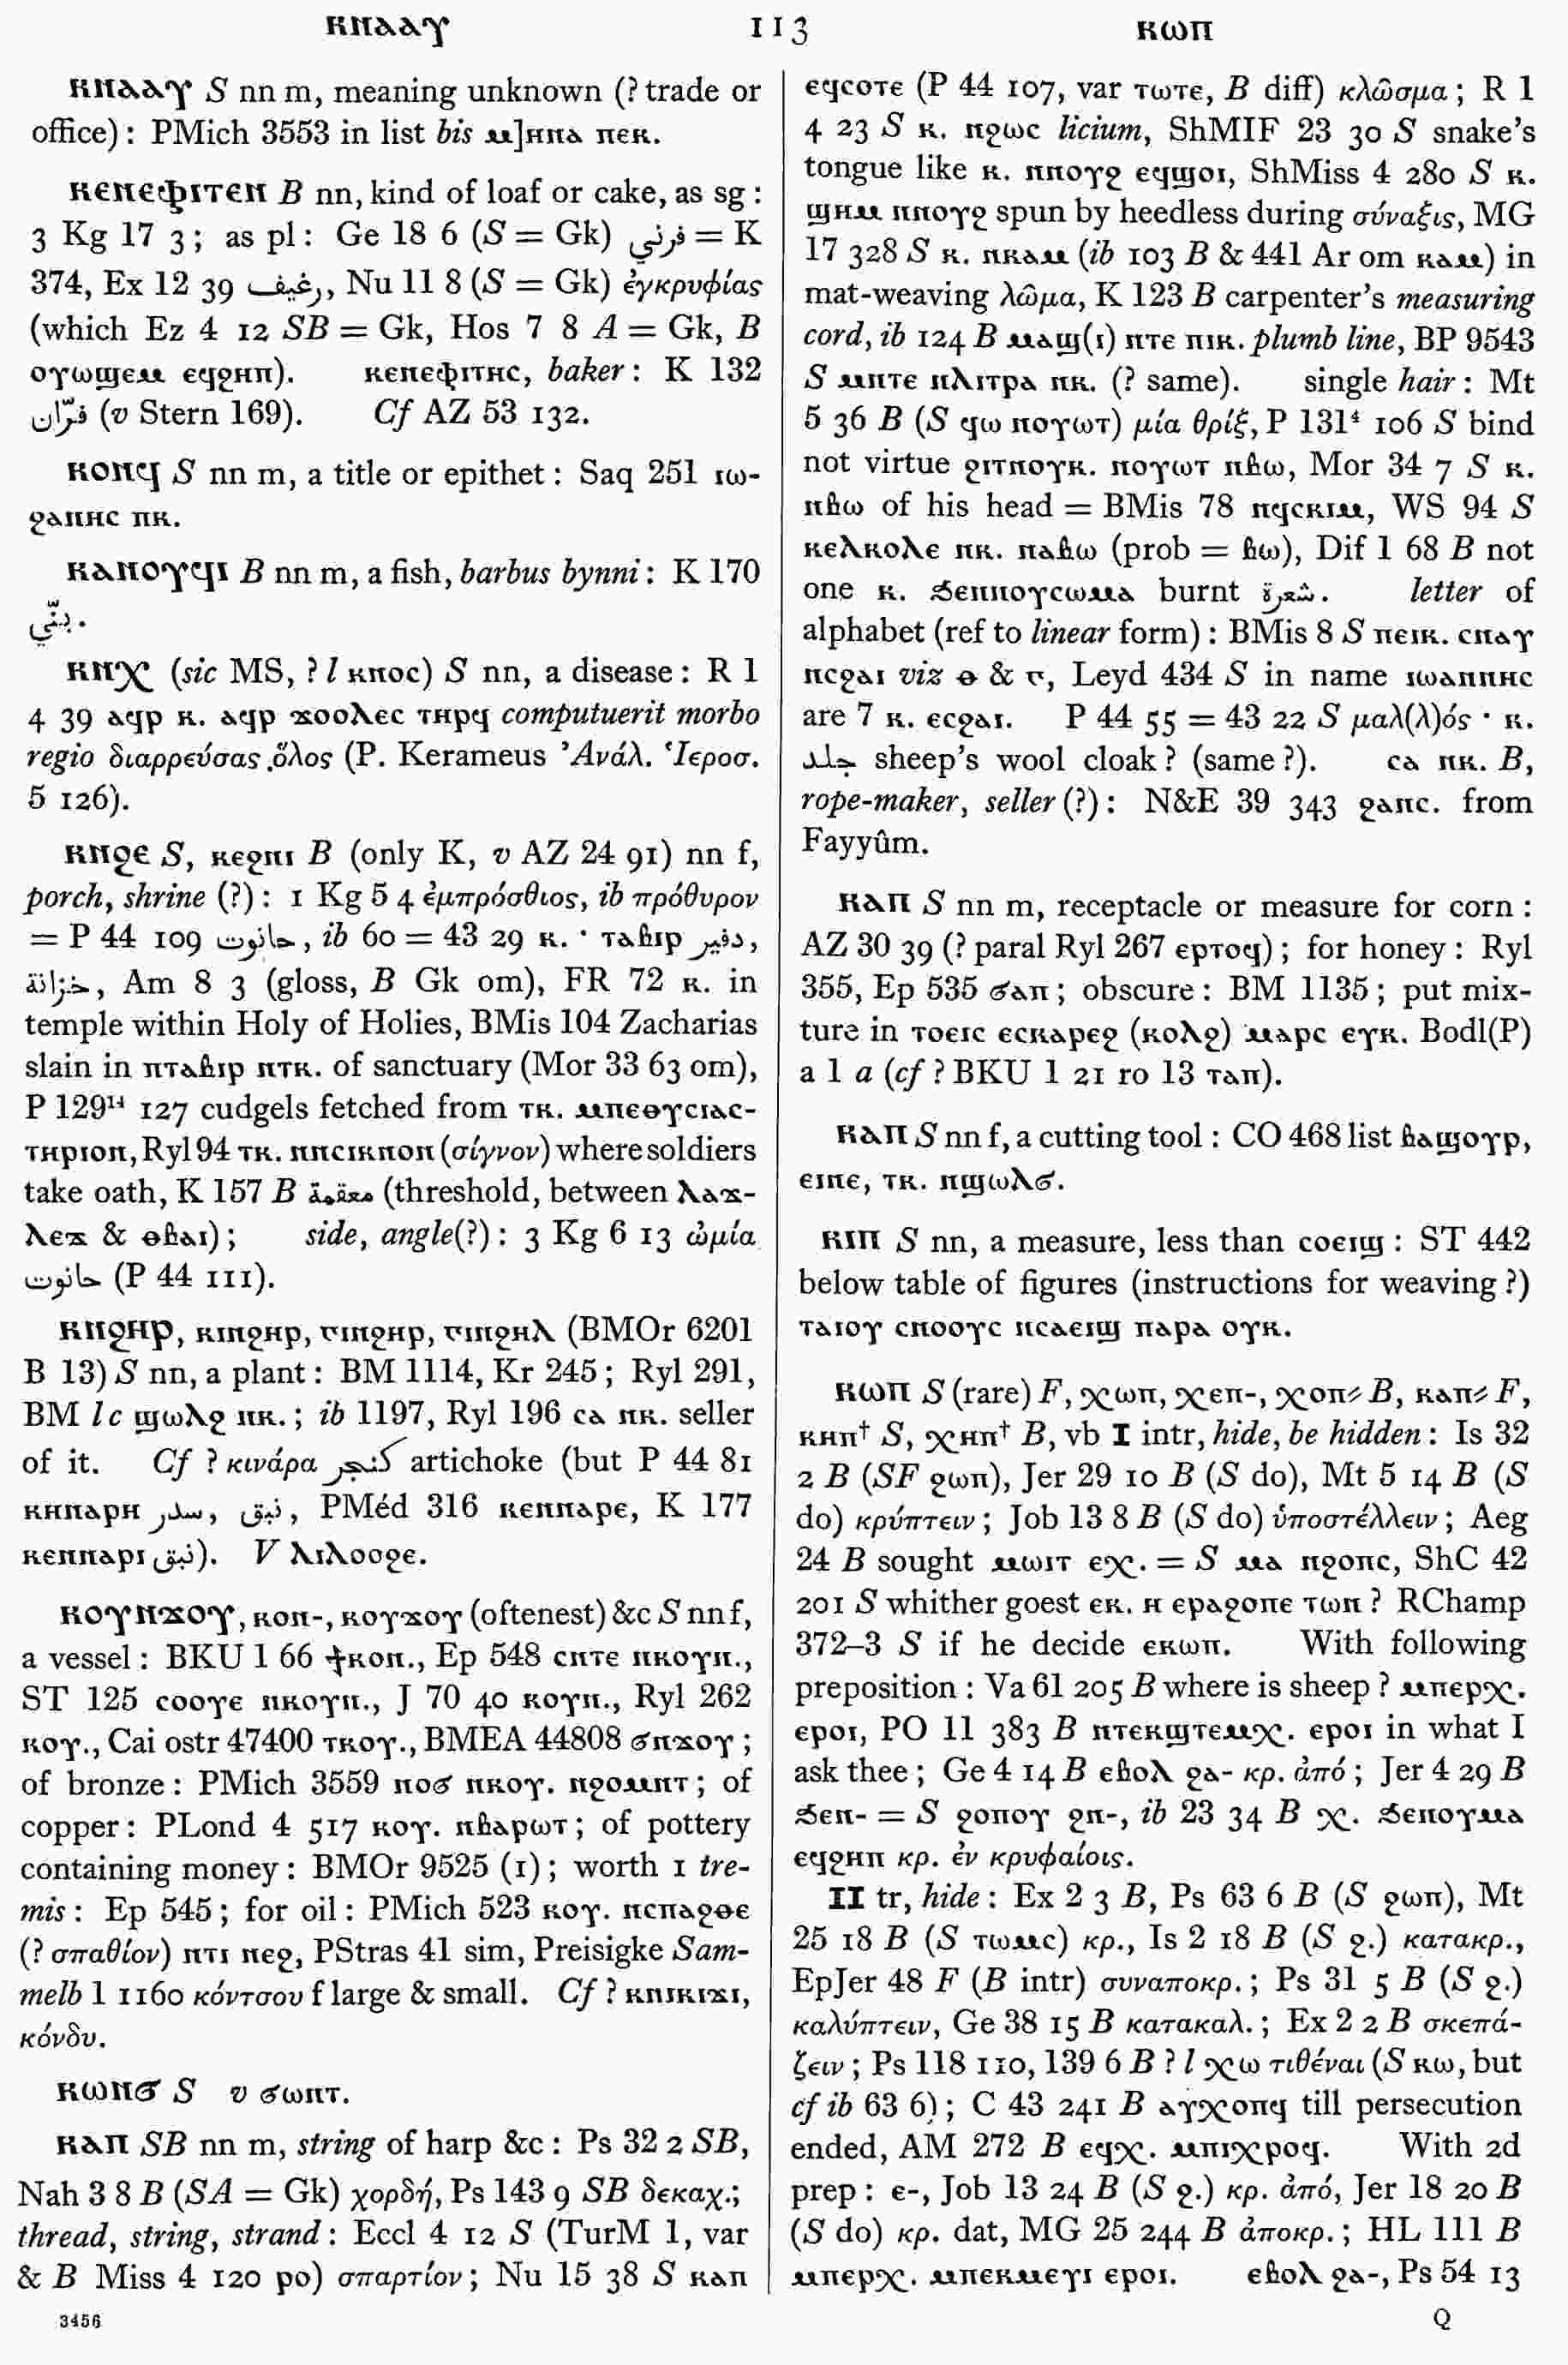 ⲕⲛⲁⲁⲩ 113 ⲕⲱⲡ
ⲕⲛⲁⲁⲩ S nn m, meaning unknown (? trade or
office): PMich 3553 in list bis ⲙ]ⲏⲛⲁ ⲡⲉⲕ.
ⲕⲉⲛⲉⲫⲓⲧⲉⲛ B nn, kind of loaf or cake, as sg:
3 Kg 17 3; as pl: Ge 18 6 (S = Gk) فرني = K
374, Ex 12 39 رغيف, Nu 11 8 (S = Gk) ἐγκρυφίας
(which Ez 4 12 SB = Gk, Hos 7 8 A = Gk, B
ⲟⲩⲱϣⲉⲙ ⲉϥϩⲏⲡ). ⲕⲉⲛⲉⲫⲓⲧⲏⲥ, baker: K 132
فرّان (v Stern 169). Cf AZ 53 132.
ⲕⲟⲛϥ S nn m, a title or epithet: Saq 251 ⲓⲱ-
ϩⲁⲛⲏⲥ ⲡⲕ.
ⲕⲁⲛⲟⲩϥⲓ B nn m, a fish, barbus bynni: K 170
بنّي.
ⲕⲛⲭ (sic MS, ? l ⲕⲛⲟⲥ) S nn, a disease: R 1
4 39 ⲁϥⲣ ⲕ. ⲁϥⲣ ϫⲟⲟⲗⲉⲥ ⲧⲏⲣϥ computuerit morbo
regio διαρρεύσας ὅλος (P. Kerameus Ἀνάλ. Ἱεροσ.
5 126).
ⲕⲛϩⲉ S, ⲕⲉϩⲛⲓ B (only K, v AZ 24 91) nn f,
porch, shrine (?): 1 Kg 5 4 ἐμπρόσθιος, ib πρόθυρον
= P 44 109 حانوت, ib 60 = 43 29 ⲕ. · ⲧⲁⲃⲓⲣ دفير,
خزانة, Am 8 3 (gloss, B Gk om), FR 72 ⲕ. in
temple within Holy of Holies, BMis 104 Zacharias
slain in ⲡⲧⲁⲃⲓⲣ ⲛⲧⲕ. of sanctuary (Mor 33 63 om),
P 129¹⁴ 127 cudgels fetched from ⲧⲕ. ⲙⲡⲉⲑⲩⲥⲓⲁⲥ-
ⲧⲏⲣⲓⲟⲛ, Ryl 94 ⲧⲕ. ⲛⲛⲥⲓⲕⲛⲟⲛ (σίγνον) where soldiers
take oath, K 157 B (threshold, between ⲗⲁϫ-
ⲗⲉϫ & ⲑⲃⲁⲓ); side, angle(?): 3 Kg 6 13 ὠμία
حانوت (P 44 111).
ⲕⲛϩⲏⲣ, ⲕⲓⲛϩⲏⲣ, ϭⲓⲛϩⲏⲣ, ϭⲓⲛϩⲏⲗ (BMOr 6201
B 13) S nn, a plant: BM 1114, Kr 245; Ryl 291,
BM l c ϣⲱⲗϩ ⲛⲕ.; ib 1197, Ryl 196 ⲥⲁ ⲛⲕ. seller
of it. Cf ? κινάρα كنجر artichoke (but P 44 81
ⲕⲏⲛⲁⲣⲏ سدر, نبق, PMéd 316 ⲕⲉⲛⲛⲁⲣⲉ, K 177
ⲕⲉⲛⲛⲁⲣⲓ نبق). V ⲗⲓⲗⲟⲟϩⲉ.
ⲕⲟⲩⲛϫⲟⲩ, ⲕⲟⲛ-, ⲕⲟⲩϫⲟⲩ (oftenest) &c S nn f,
a vessel: BKU 1 66 ϯⲕⲟⲛ., Ep 548 ⲥⲛⲧⲉ ⲛⲕⲟⲩⲛ.,
ST 125 ⲥⲟⲟⲩⲉ ⲛⲕⲟⲩⲛ., J 70 40 ⲕⲟⲩⲛ., Ryl 262
ⲕⲟⲩ., Cai ostr 47400 ⲧⲕⲟⲩ., BMEA 44808 ϭⲛϫⲟⲩ;
of bronze: PMich 3559 ⲛⲟϭ ⲛⲕⲟⲩ. ⲛϩⲟⲙⲛⲧ; of
copper: PLond 4 517 ⲕⲟⲩ. ⲛⲃⲁⲣⲱⲧ; of pottery
containing money: BMOr 9525 (1); worth 1 tre-
mis: Ep 545; for oil: PMich 523 ⲕⲟⲩ. ⲛⲥⲡⲁϩⲑⲉ
(? σπαθίον) ⲛⲧⲓ ⲛⲉϩ, PStras 41 sim, Preisigke Sam-
melb 1 1160 κόντσου f large & small. Cf ? ⲕⲛⲓⲕⲓϫⲓ,
κόνδυ.
ⲕⲱⲛϭ S v ϭⲱⲛⲧ.
ⲕⲁⲡ SB nn m, string of harp &c: Ps 32 2 SB,
Nah 3 8 B (SA = Gk) χορδή, Ps 143 9 SB δεκαχ.;
thread, string, strand: Eccl 4 12 S (TurM 1, var
& B Miss 4 120 ⲡⲟ) σπαρτίον; Nu 15 38 S ⲕⲁⲡ
3456
ⲉϥⲥⲟⲧⲉ (P 44 107, var ⲧⲱⲧⲉ, B diff) κλῶσμα; R 1
4 23 S ⲕ. ⲛϩⲱⲥ licium, ShMIF 23 30 S snake's
tongue like ⲕ. ⲛⲛⲟⲩϩ ⲉϥϣⲟⲓ, ShMiss 4 280 S ⲕ.
ϣⲏⲙ ⲛⲛⲟⲩϩ spun by heedless during σύναξις, MG
17 328 S ⲕ. ⲛⲕⲁⲙ (ib 103 B & 441 Ar om ⲕⲁⲙ) in
mat-weaving λῶμα, K 123 B carpenter's measuring
cord, ib 124 B ⲙⲁϣ(ⲓ) ⲛⲧⲉ ⲡⲓⲕ. plumb line, BP 9543
S ⲙⲛⲧⲉ ⲛⲗⲓⲧⲣⲁ ⲛⲕ. (? same). single hair: Mt
5 36 B (S ϥⲱ ⲛⲟⲩⲱⲧ) μία θρίξ, P 131⁴ 106 S bind
not virtue ϩⲓⲧⲛⲟⲩⲕ. ⲛⲟⲩⲱⲧ ⲛⲃⲱ, Mor 34 7 S ⲕ.
ⲛⲃⲱ of his head = BMis 78 ⲛϥⲥⲕⲓⲙ, WS 94 S
ⲕⲉⲗⲕⲟⲗⲉ ⲛⲕ. ⲛⲁⲃⲱ (prob = ⲃⲱ), Dif 1 68 B not
one ⲕ. ϧⲉⲛⲛⲟⲩⲥⲱⲙⲁ burnt شعرة. letter of
alphabet (ref to linear form): BMis 8 S ⲡⲉⲓⲕ. ⲥⲛⲁⲩ
ⲛⲥϩⲁⲓ viz ⲑ & ϭ, Leyd 434 S in name ⲓⲱⲁⲛⲛⲏⲥ
are 7 ⲕ. ⲉⲥϩⲁⲓ. P 44 55 = 43 22 S μαλ(λ)ός · ⲕ.
جلد sheep's wool cloak? (same?). ⲥⲁ ⲛⲕ. B,
rope-maker, seller (?): N&E 39 343 ϩⲁⲛⲥ. from
Fayyûm.
ⲕⲁⲡ S nn m, receptacle or measure for corn:
AZ 30 39 (? paral Ryl 267 ⲉⲣⲧⲟϥ); for honey: Ryl
355, Ep 535 ϭⲁⲡ; obscure: BM 1135; put mix-
ture in ⲧⲟⲉⲓⲥ ⲉⲥⲕⲁⲣⲉϩ (ⲕⲟⲗϩ) ⲙⲁⲣⲥ ⲉⲩⲕ. Bodl(P)
a 1 a (cf ? BKU 1 21 ro 13 ⲧⲁⲡ).
ⲕⲁⲡ S nn f, a cutting tool: CO 468 list ⲃⲁϣⲟⲩⲣ,
ⲉⲓⲛⲉ, ⲧⲕ. ⲛϣⲱⲗϭ.
ⲕⲓⲡ S nn, a measure, less than ⲥⲟⲉⲓϣ: ST 442
below table of figures (instructions for weaving?)
ⲧⲁⲓⲟⲩ ⲥⲛⲟⲟⲩⲥ ⲛⲥⲁⲉⲓϣ ⲡⲁⲣⲁ ⲟⲩⲕ.
ⲕⲱⲡ S (rare) F, ⲭⲱⲡ, ⲭⲉⲡ-, ⲭⲟⲡ⸗ B, ⲕⲁⲡ⸗ F,
ⲕⲏⲡ† S, ⲭⲏⲡ† B, vb I intr, hide, be hidden: Is 32
2 B (SF ϩⲱⲡ), Jer 29 10 B (S do), Mt 5 14 B (S
do) κρύπτειν; Job 13 8 B (S do) ὑποστέλλειν; Aeg
24 B sought ⲙⲱⲓⲧ ⲉⲭ. = S ⲙⲁ ⲛϩⲟⲡⲥ, ShC 42
201 S whither goest ⲉⲕ. ⲏ ⲉⲣⲁϩⲟⲡⲉ ⲧⲱⲛ? RChamp
372–3 S if he decide ⲉⲕⲱⲡ. With following
preposition: Va 61 205 B where is sheep? ⲙⲡⲉⲣⲭ.
ⲉⲣⲟⲓ, PO 11 383 B ⲛⲧⲉⲕϣⲧⲉⲙⲭ. ⲉⲣⲟⲓ in what I
ask thee; Ge 4 14 B ⲉⲃⲟⲗ ϩⲁ- κρ. ἀπό; Jer 4 29 B
ϧⲉⲛ- = S ϩⲟⲡⲟⲩ ϩⲛ-, ib 23 34 B ⲭ. ϧⲉⲛⲟⲩⲙⲁ
ⲉϥϩⲏⲡ κρ. ἐν κρυφαίοις.
II tr, hide: Ex 2 3 B, Ps 63 6 B (S ϩⲱⲡ), Mt
25 18 B (S ⲧⲱⲙⲥ) κρ., Is 2 18 B (S ϩ.) κατακρ.,
EpJer 48 F (B intr) συναποκρ.; Ps 31 5 B (S ϩ.)
καλύπτειν, Ge 38 15 B κατακαλ.; Ex 2 2 B σκεπά-
ζειν; Ps 118 110, 139 6 B ? l ⲭⲱ τιθέναι (S ⲕⲱ, but
cf ib 63 6); C 43 241 B ⲁⲩⲭⲟⲡϥ till persecution
ended, AM 272 B ⲉϥⲭ. ⲙⲡⲓⲭⲣⲟϥ. With 2d
prep: ⲉ-, Job 13 24 B (S ϩ.) κρ. ἀπό, Jer 18 20 B
(S do) κρ. dat, MG 25 244 B ἀποκρ.; HL 111 B
ⲙⲡⲉⲣⲭ. ⲙⲡⲉⲕⲙⲉⲩⲓ ⲉⲣⲟⲓ. ⲉⲃⲟⲗ ϩⲁ-, Ps 54 13
Q